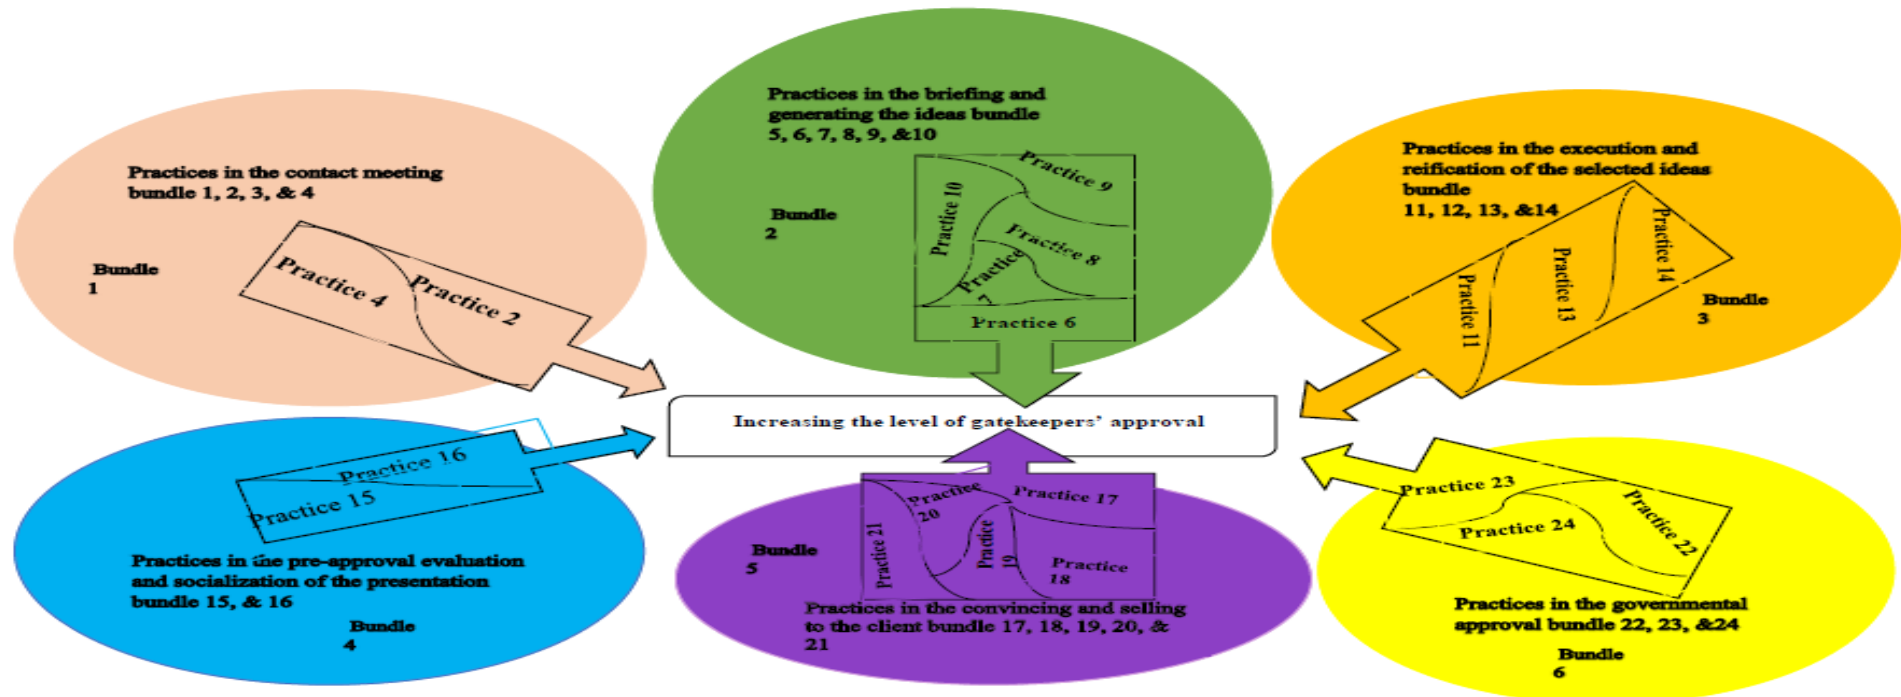 Practices in the contact meeting
bundle 1, 2, 3, & 4
Bundle
1
Practice 4
Practice 2
Practices in the briefing and
generating the ideas bundle
5, 6, 7, 8, 9, &10
Bundle
2
Practice 9
Practice 10
Practice 8
Practice
7
Practice 6
Practices in the execution and
reification of the selected ideas
bundle
11, 12, 13, &14
Practice 14
Practice 13
Practice 11
Bundle
3
Increasing the level of gatekeepers’ approval
Practice 16
Practice 15
Practices in the pre-approval evaluation
and socialization of the presentation
bundle 15, & 16
Bundle
4
Practice
20
Practice 17
Practice 21
Practice
19
Practice
18
Bundle
5
Practices in the convincing and selling
to the client bundle 17, 18, 19, 20, &
21
Practice 23
Practice 24
Practice 22
Practices in the governmental
approval bundle 22, 23, &24
Bundle
6